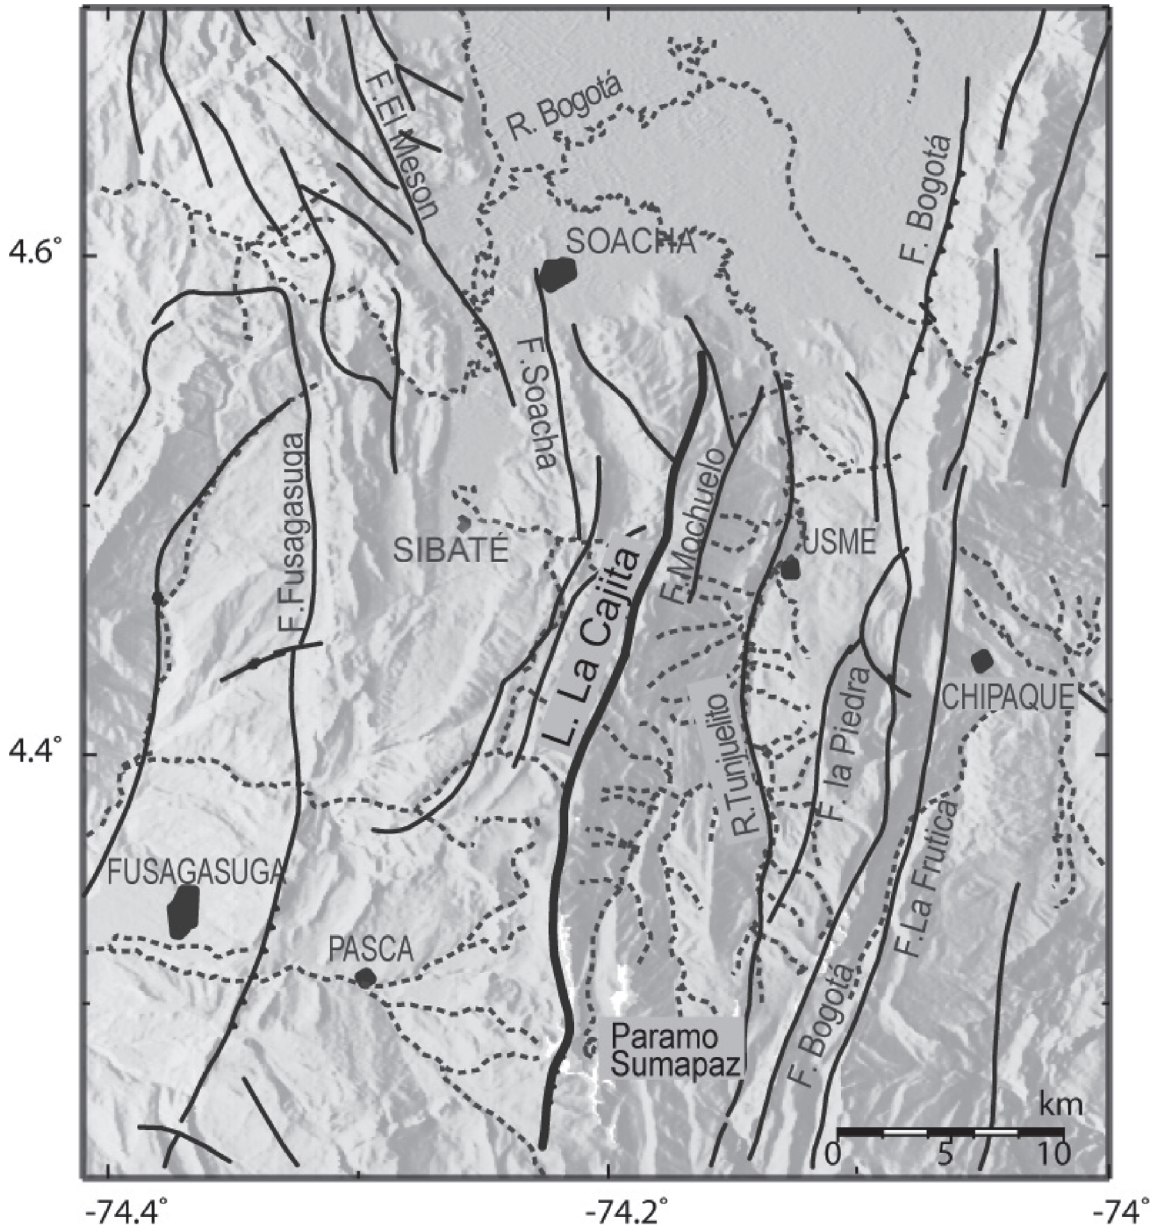 F. El Meson
R. Bogotá
F. Bogotá
4.6°
SOACHA
F. Soacha
F. Fusagasuga
F. Mochuelo
SIBATÉ
USME
L. La Cajita
CHIPAQUE
F. la Piedra
R. Tunjuelito
4.4°
F. La Frutica
FUSAGASUGA
PASCA
F. Bogotá
Paramo
Sumapaz
km
0 5 10
-74.4° -74.2° -74°